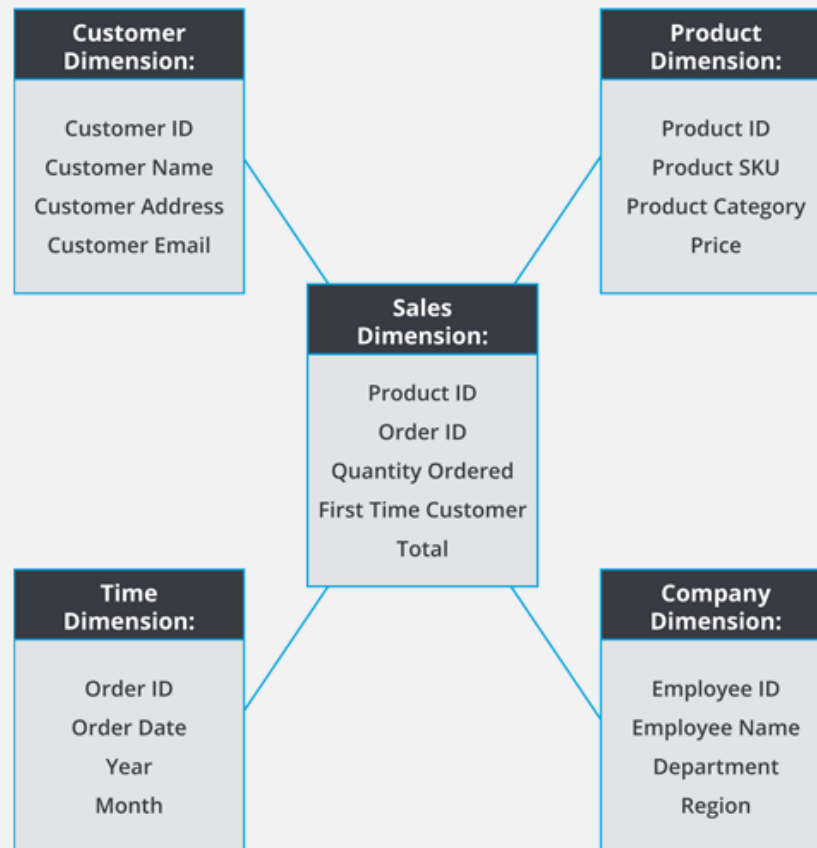 Customer
Dimension:
Customer ID
Customer Name
Customer Address
Customer Email
Product
Dimension:
Product ID
Product SKU
Product Category
Price
Sales
Dimension:
Product ID
Order ID
Quantity Ordered
First Time Customer
Total
Time
Dimension:
Order ID
Order Date
Year
Month
Company
Dimension:
Employee ID
Employee Name
Department
Region